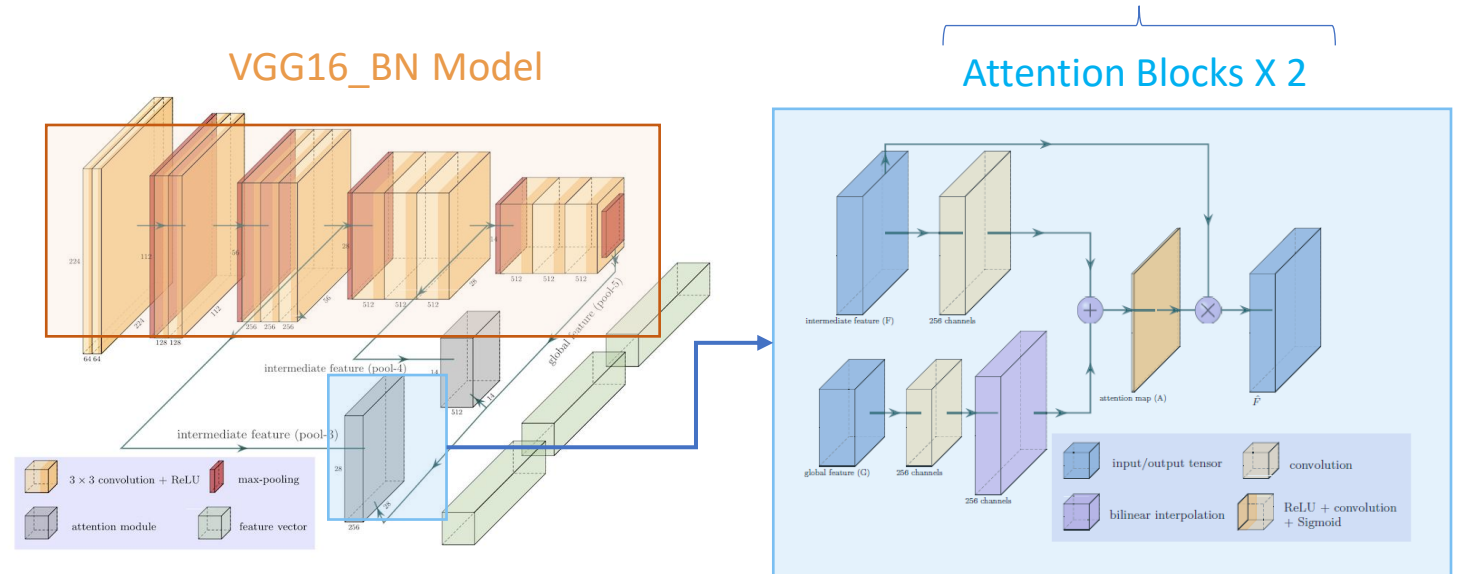 VGG16_BN Model
Attention Blocks X 2
224
224
64 64
112
112
128 128
56
56
256 256 256
28
28
512 512 512
14
512 512 512
intermediate feature (pool-4)
intermediate feature (pool-3)
global feature (pool-5)
14
14
512
28
28
256
3 × 3 convolution + ReLU
max-pooling
attention module
feature vector
intermediate feature (F)
256 channels
global feature (G)
256 channels
256 channels
+
×
attention map (A)
F̂
input/output tensor
convolution
bilinear interpolation
ReLU + convolution
+ Sigmoid